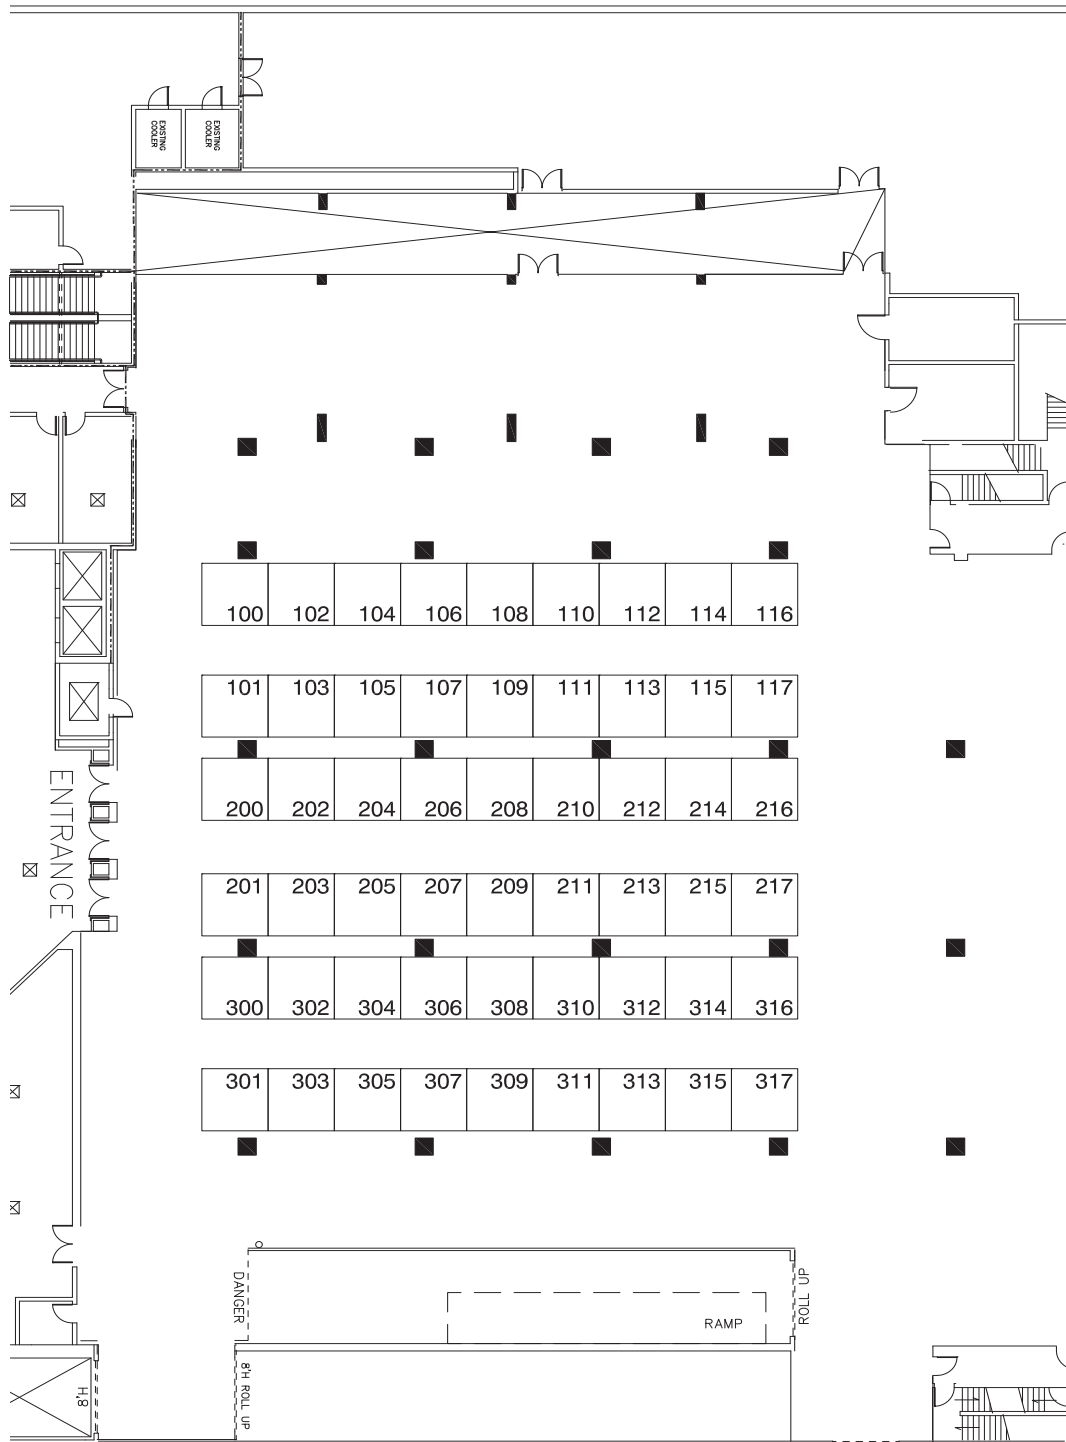 EXISTING
COOLER
EXISTING
COOLER
100 102 104 106 108 110 112 114 116
101 103 105 107 109 111 113 115 117
200 202 204 206 208 210 212 214 216
ENTRANCE
201 203 205 207 209 211 213 215 217
300 302 304 306 308 310 312 314 316
301 303 305 307 309 311 313 315 317
DANGER
ROLL UP
RAMP
8'H ROLL UP
H,8